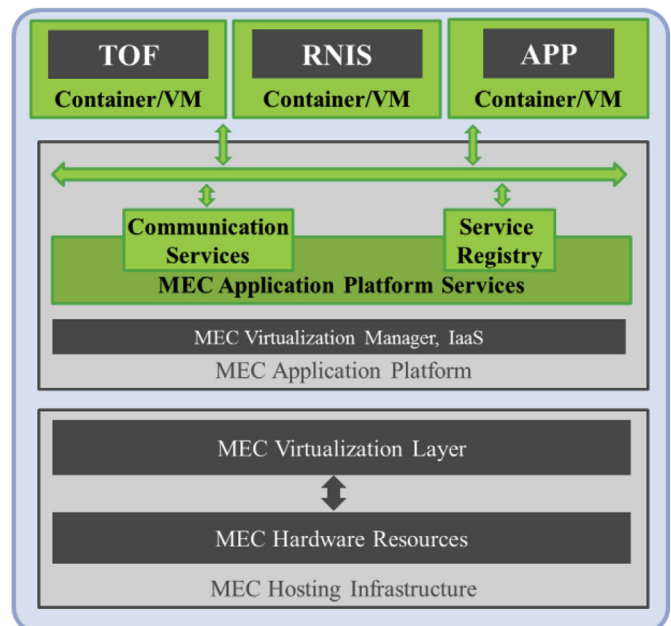 TOF RNIS APP
Container/VM Container/VM Container/VM
Communication Service
Services Registry
MEC Application Platform Services
MEC Virtualization Manager, IaaS
MEC Application Platform
MEC Virtualization Layer
MEC Hardware Resources
MEC Hosting Infrastructure